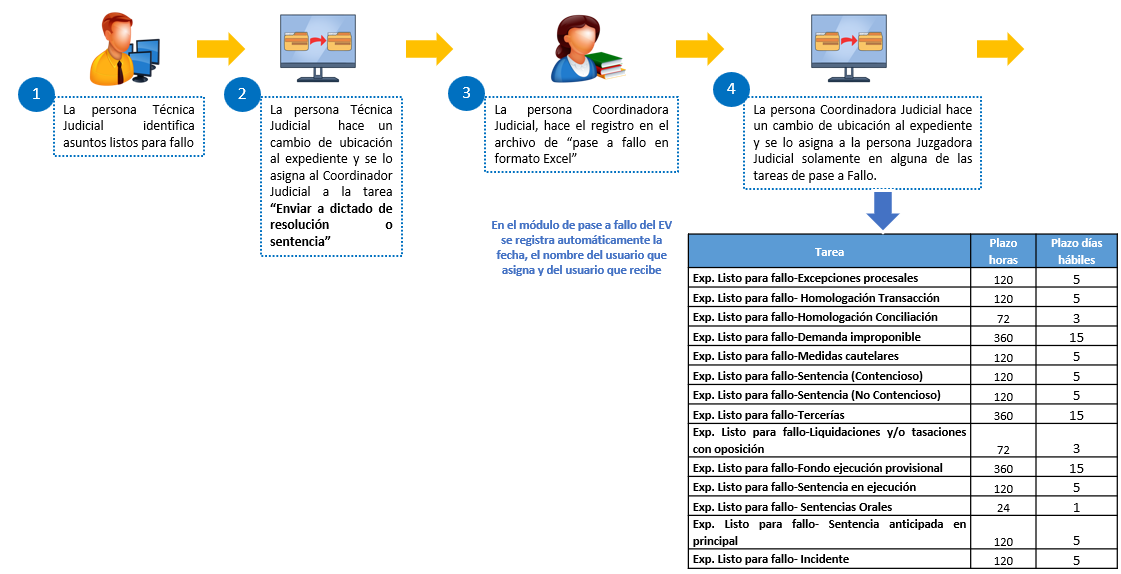 1
La persona Técnica
Judicial identifica
asuntos listos para fallo
2
La persona Técnica
Judicial hace un
cambio de ubicación
al expediente y se lo
asigna al Coordinador
Judicial a la tarea
“Enviar a dictado de
resolución o
sentencia”
3
La persona Coordinadora
Judicial, hace el registro en el
archivo de “pase a fallo en
formato Excel”
4
La persona Coordinadora Judicial hace
un cambio de ubicación al expediente
y se lo asigna a la persona Juzgadora
Judicial solamente en alguna de las
tareas de pase a Fallo.
En el módulo de pase a fallo del EV
se registra automáticamente la
fecha, el nombre del usuario que
asigna y del usuario que recibe
Tarea Plazo horas Plazo días hábiles
Exp. Listo para fallo-Excepciones procesales 120 5
Exp. Listo para fallo- Homologación Transacción 120 5
Exp. Listo para fallo-Homologación Conciliación 72 3
Exp. Listo para fallo-Demanda improponible 360 15
Exp. Listo para fallo-Medidas cautelares 120 5
Exp. Listo para fallo-Sentencia (Contencioso) 120 5
Exp. Listo para fallo-Sentencia (No Contencioso) 120 5
Exp. Listo para fallo-Tercerías 360 15
Exp. Listo para fallo-Liquidaciones y/o tasaciones
con oposición 72 3
Exp. Listo para fallo-Fondo ejecución provisional 360 15
Exp. Listo para fallo-Sentencia en ejecución 120 5
Exp. Listo para fallo- Sentencias Orales 24 1
Exp. Listo para fallo- Sentencia anticipada en
principal 120 5
Exp. Listo para fallo- Incidente 120 5